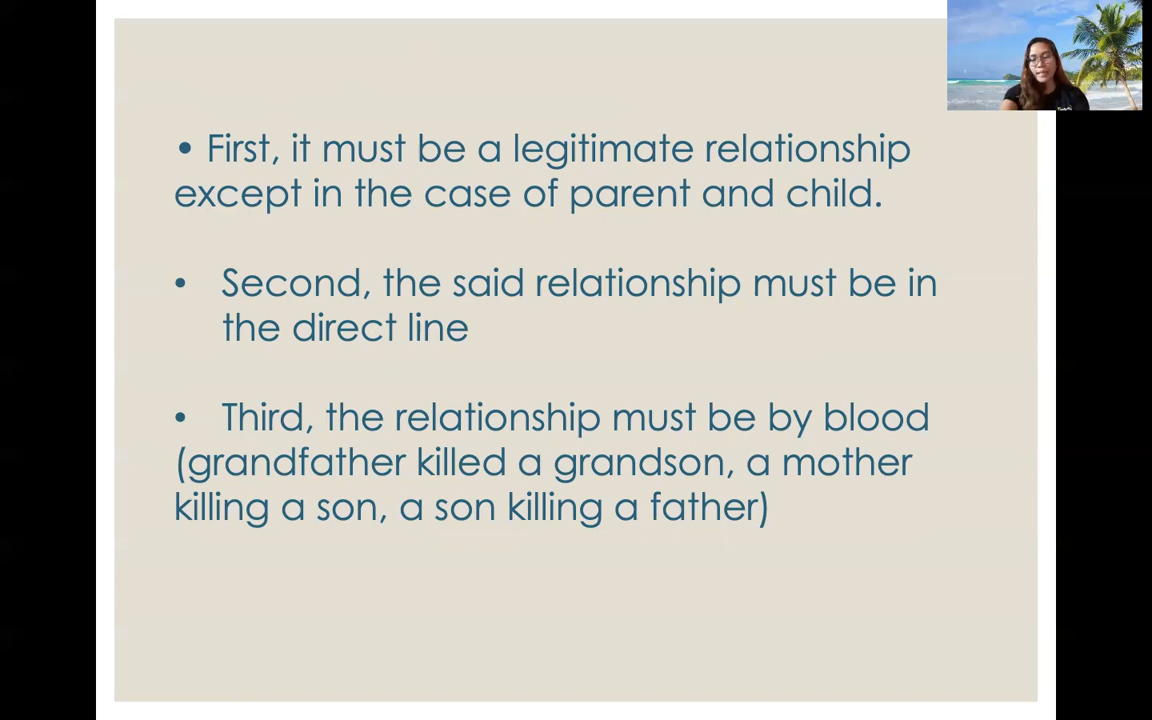 • First, it must be a legitimate relationship
except in the case of parent and child.
• Second, the said relationship must be in
the direct line
• Third, the relationship must be by blood
(grandfather killed a grandson, a mother
killing a son, a son killing a father)